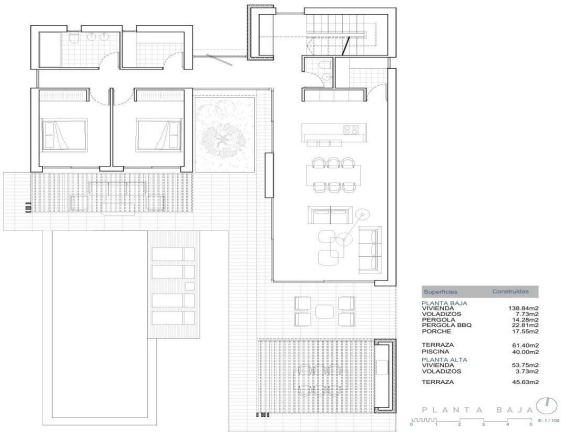 Superficies Construidas
PLANTA BAJA
VIVIENDA 138.84m2
VOLADIZOS 7.73m2
PERGOLA 14.28m2
PERGOLA BBQ 22.81m2
PORCHE 17.55m2
TERRAZA 61.40m2
PISCINA 40.00m2
PLANTA ALTA
VIVIENDA 53.75m2
VOLADIZOS 3.73m2
TERRAZA 45.63m2
PLANTA BAJA
0 1 2 3 4 5 E: 1 / 100